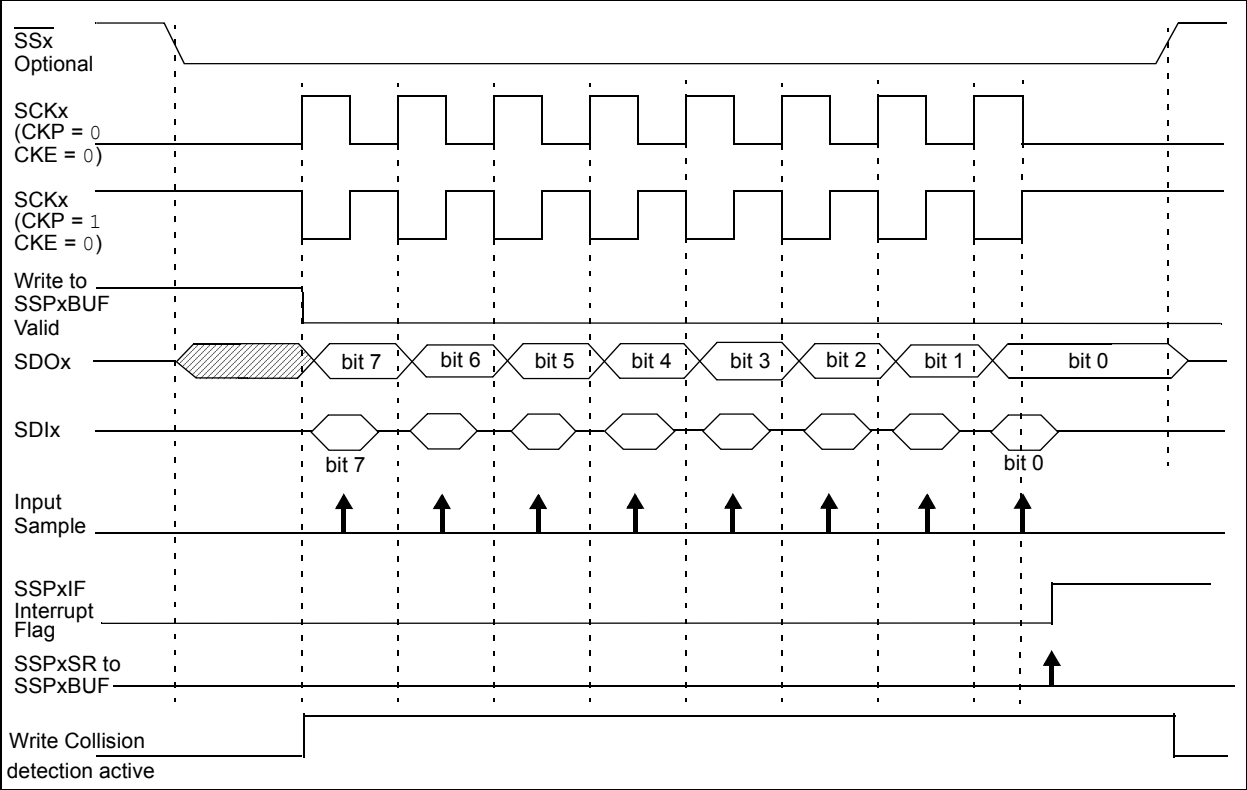 SSx
Optional
SCKx
(CKP = 0
CKE = 0)
SCKx
(CKP = 1
CKE = 0)
Write to
SSPxBUF
Valid
SDOx
bit 7 bit 6 bit 5 bit 4 bit 3 bit 2 bit 1 bit 0
SDIx
bit 7 bit 0
Input
Sample
SSPxIF
Interrupt
Flag
SSPxSR to
SSPxBUF
Write Collision
detection active